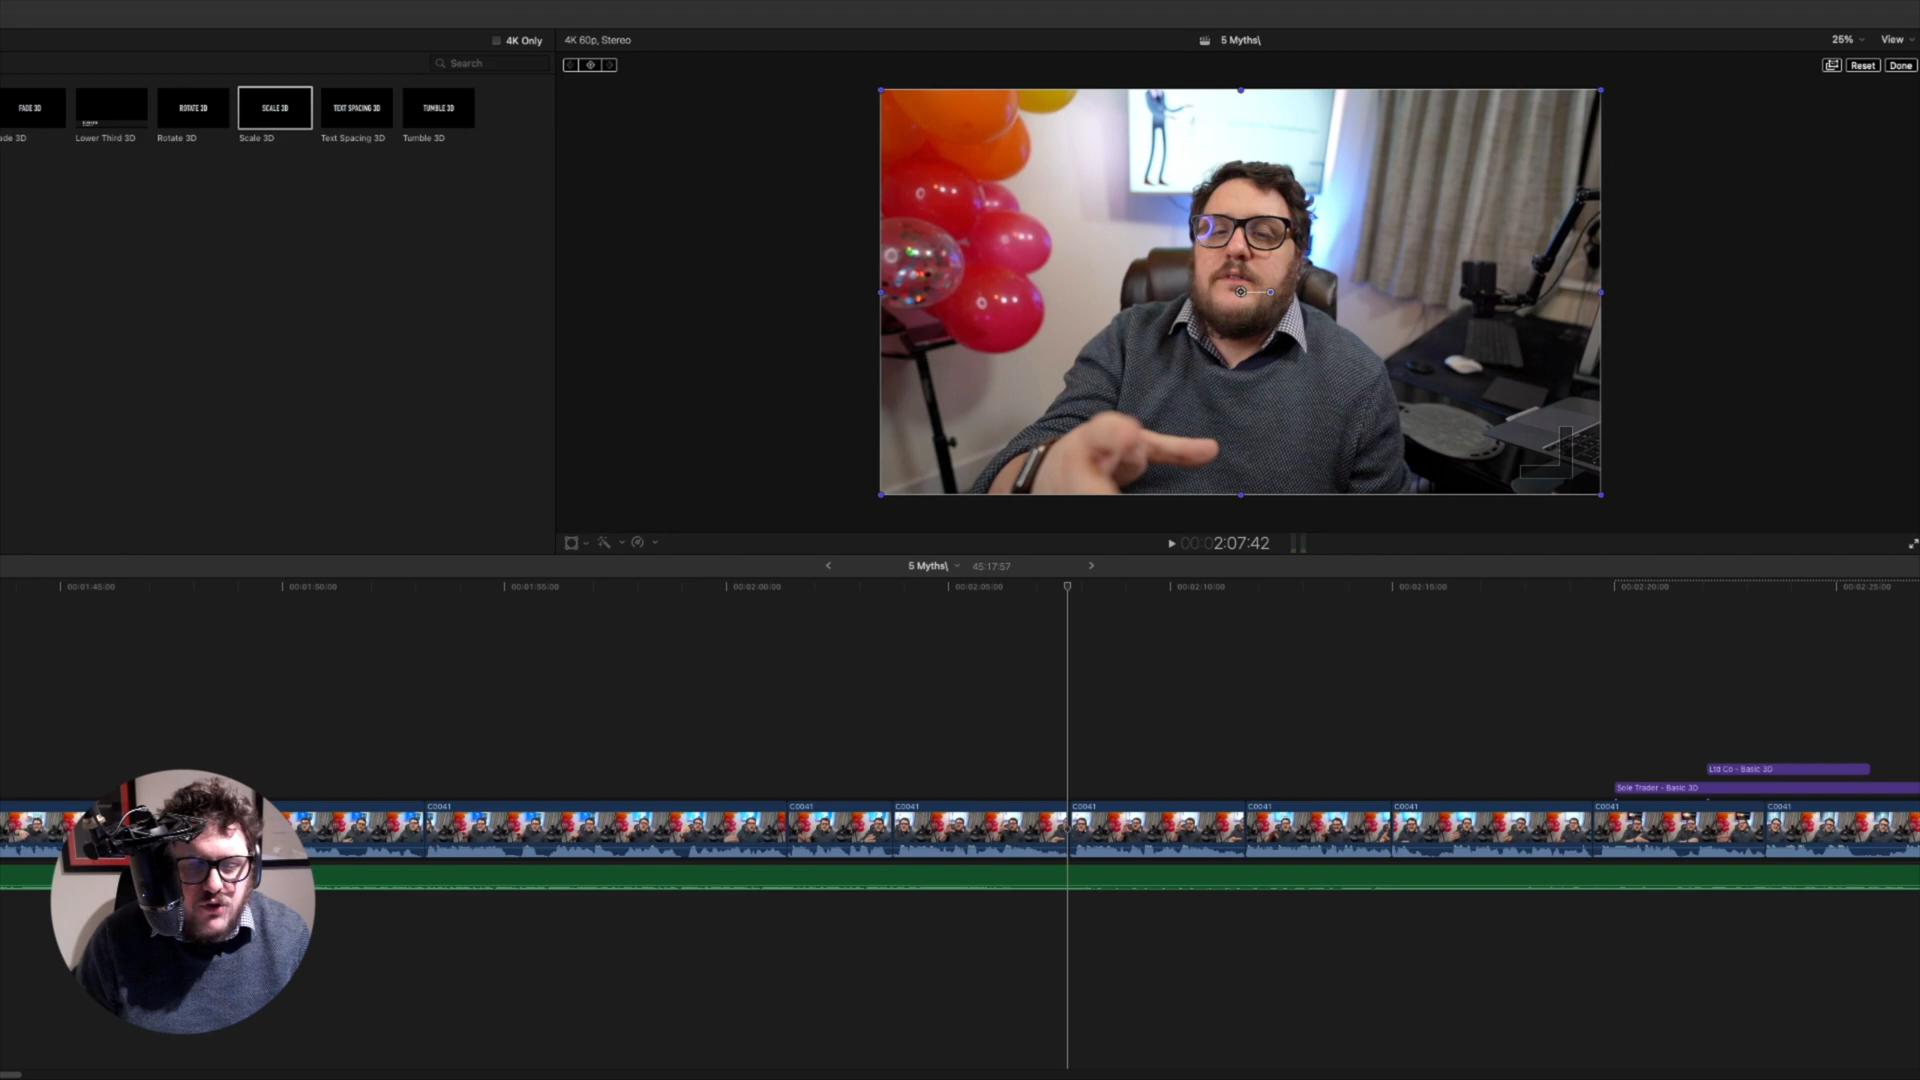 4K Only
4K 60p, Stereo
5 Myths\
25%
View
Search
Reset
Done
FADE 3D
ROTATE 3D
SCALE 3D
TEXT SPACING 3D
TUMBLE 3D
ade 3D
Lower Third 3D
Rotate 3D
Scale 3D
Text Spacing 3D
Tumble 3D
00:02:07:42
5 Myths\
45:17:57
00:01:45:00
00:01:50:00
00:01:55:00
00:02:00:00
00:02:05:00
00:02:10:00
00:02:15:00
00:02:20:00
00:02:25:00
Ltd Co - Basic 3D
Sole Trader - Basic 3D
C0041
C0041
C0041
C0041
C0041
C0041
C0041
C0041